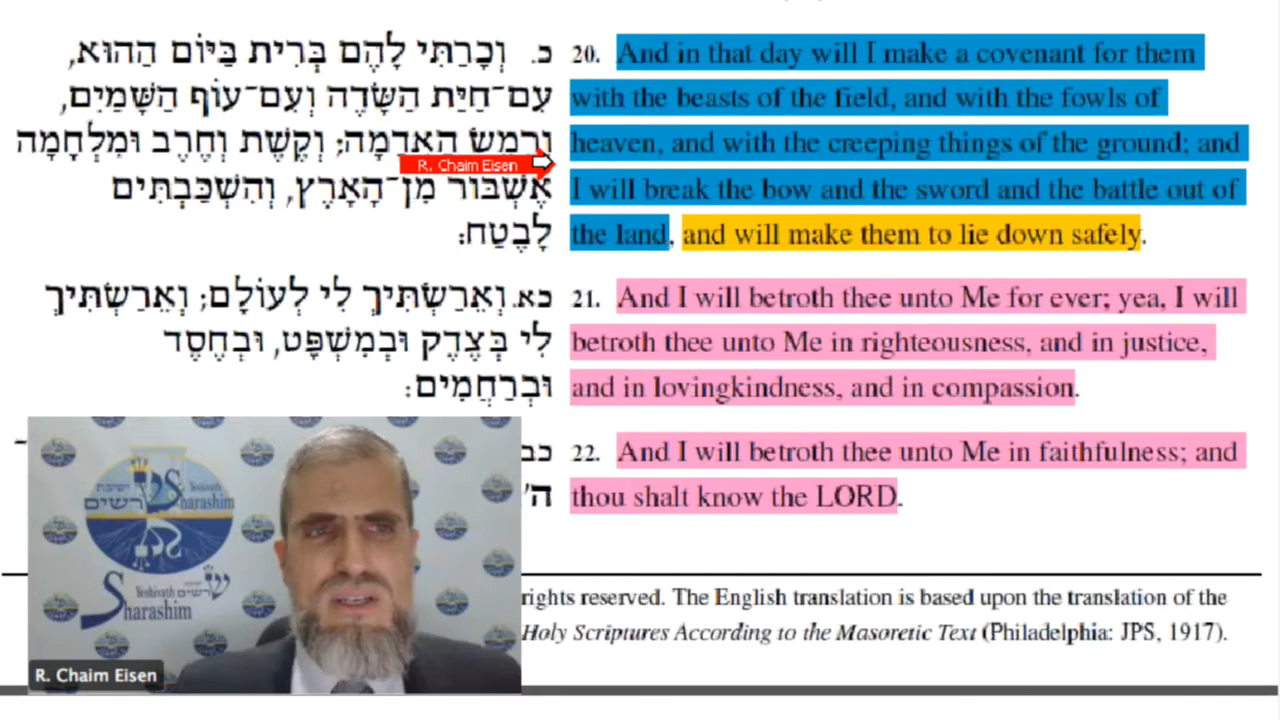 כ. וְכָרַתִּי לָהֶם בְּרִית בַּיּוֹם הַהוּא,
עִם־חַיַּת הַשָּׂדֶה וְעִם־עוֹף הַשָּׁמַיִם,
וְרֶמֶשׂ הָאֲדָמָה; וְקֶשֶׁת וְחֶרֶב וּמִלְחָמָה
אֶשְׁבּוֹר מִן־הָאָרֶץ, וְהִשְׁכַּבְתִּים
לָבֶטַח:
20. And in that day will I make a covenant for them
with the beasts of the field, and with the fowls of
heaven, and with the creeping things of the ground; and
I will break the bow and the sword and the battle out of
the land, and will make them to lie down safely.
R. Chaim Eisen
כא. וְאֵרַשְׂתִּיךְ לִי לְעוֹלָם; וְאֵרַשְׂתִּיךְ
לִי בְּצֶדֶק וּבְמִשְׁפָּט, וּבְחֶסֶד
וּבְרַחֲמִים:
21. And I will betroth thee unto Me for ever; yea, I will
betroth thee unto Me in righteousness, and in justice,
and in lovingkindness, and in compassion.
כב
ה'
22. And I will betroth thee unto Me in faithfulness; and
thou shalt know the LORD.
rights reserved. The English translation is based upon the translation of the
Holy Scriptures According to the Masoretic Text (Philadelphia: JPS, 1917).
ישיבת
שרשים
Yeshivath
Sharashim
Yeshivath
ישיבת
שרשים
Sharashim
R. Chaim Eisen